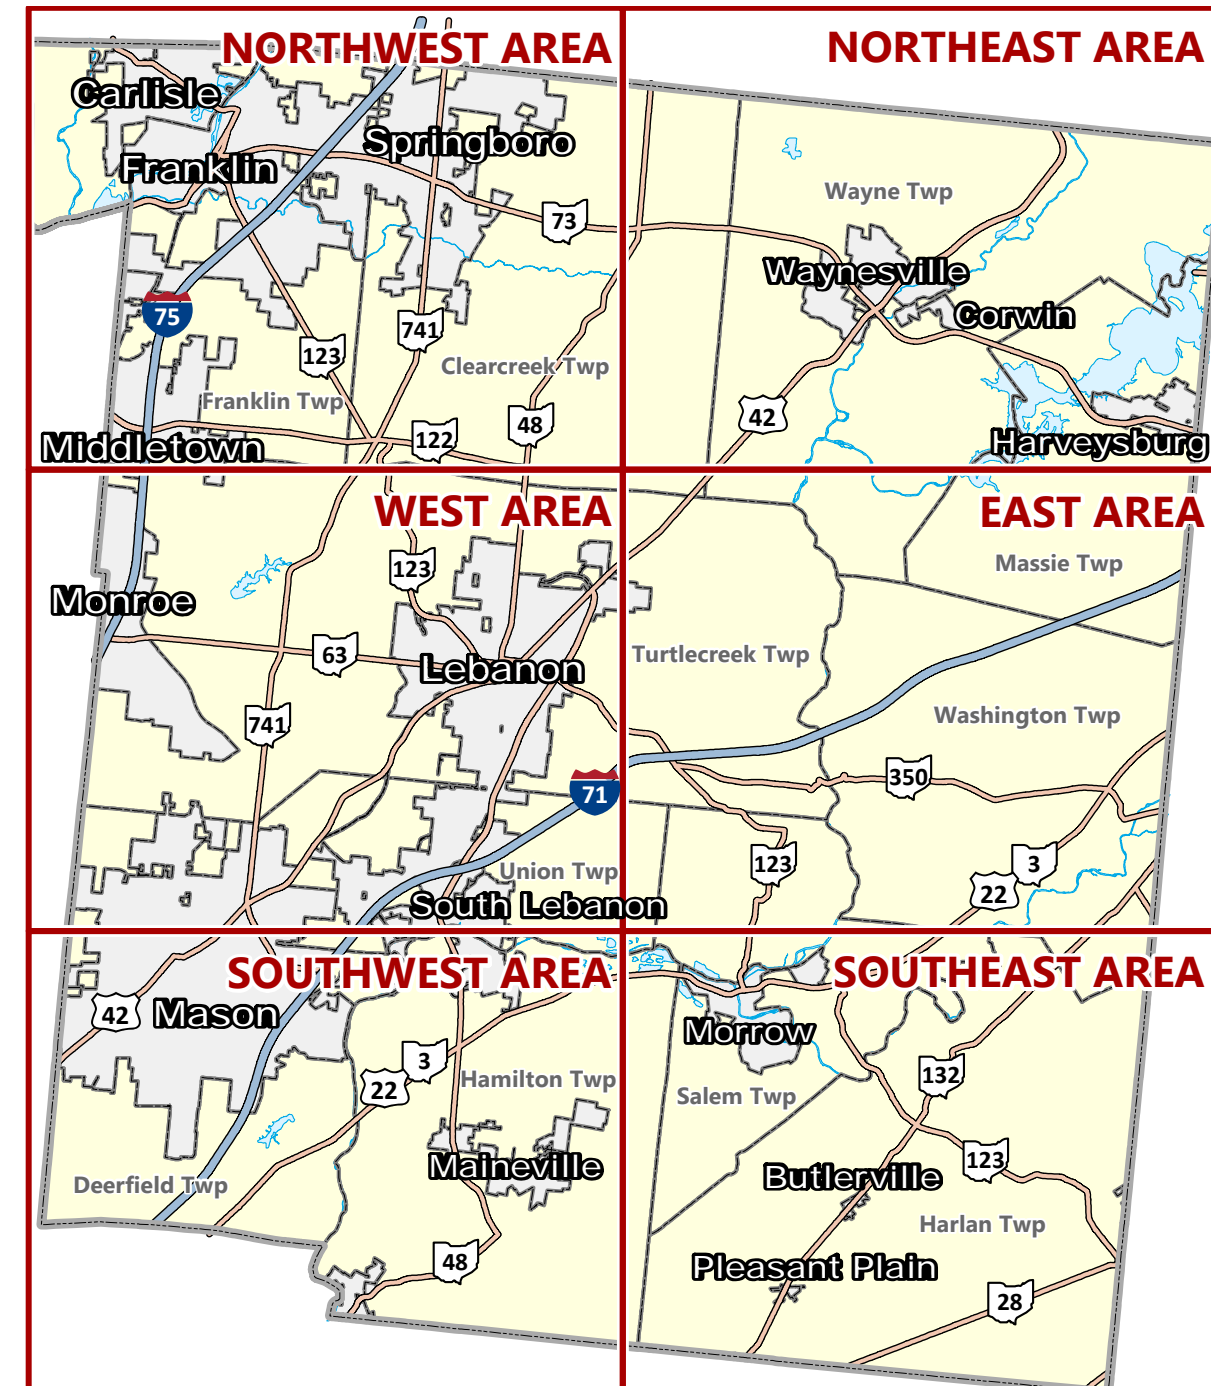 NORTHWEST AREA
Carlisle
Springboro
Franklin
73
75
741
123
Clearcreek Twp
Franklin Twp
48
122
Middletown
NORTHEAST AREA
Wayne Twp
Waynesville
Corwin
42
Harveysburg
WEST AREA
123
Monroe
63
Lebanon
741
71
Union Twp
South Lebanon
EAST AREA
Massie Twp
Turtlecreek Twp
Washington Twp
350
123
3
22
SOUTHWEST AREA
42
Mason
3
22
Hamilton Twp
Maineville
Deerfield Twp
48
SOUTHEAST AREA
Morrow
132
Salem Twp
123
Butlerville
Harlan Twp
Pleasant Plain
28